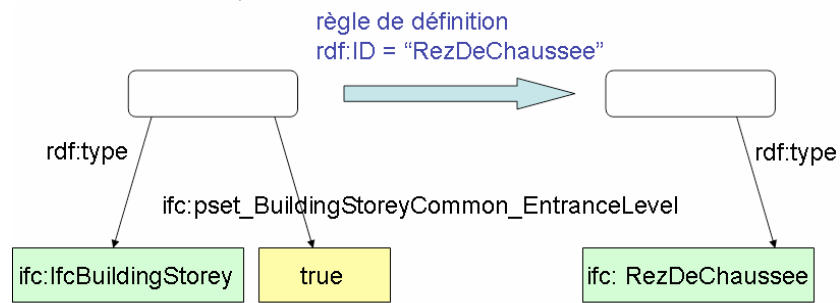 règle de définition
rdf:ID = “RezDeChaussee”
rdf:type
rdf:type
ifc:pset_BuildingStoreyCommon_EntranceLevel
ifc:IfcBuildingStorey
true
ifc: RezDeChaussee